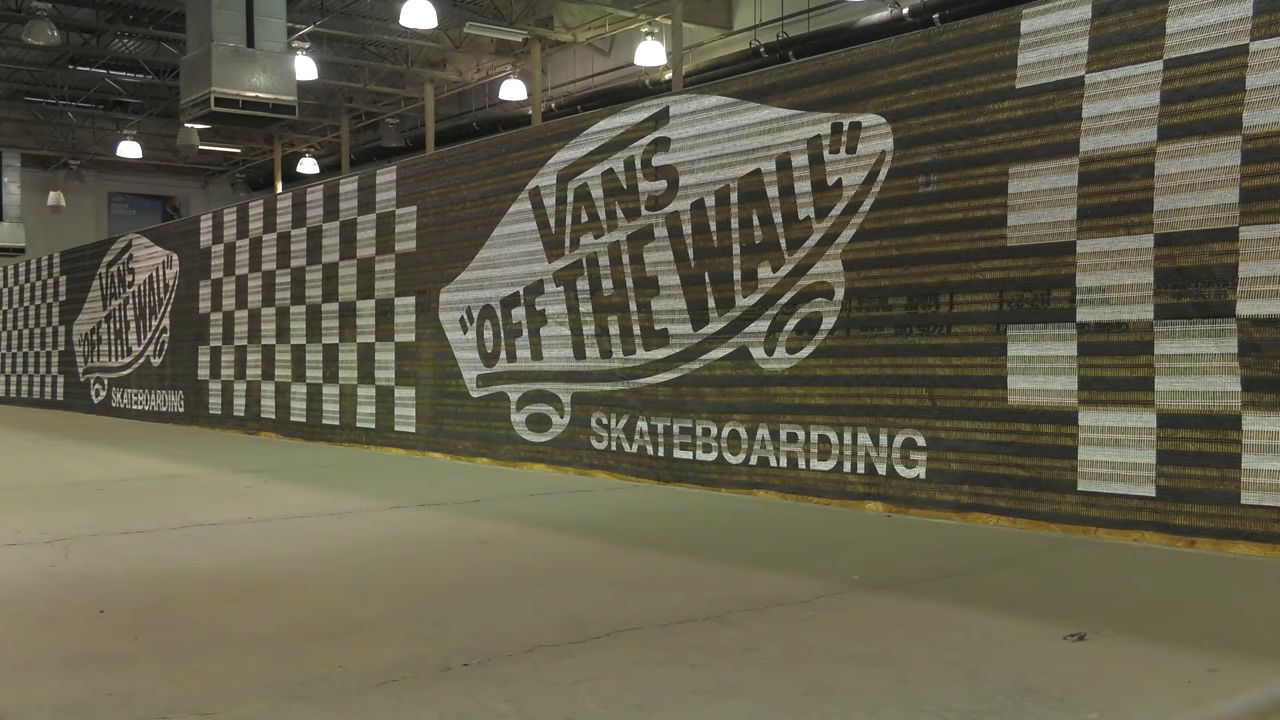 VANS
"OFF THE WALL"
SKATEBOARDING
VANS
"OFF THE WALL"
SKATEBOARDING